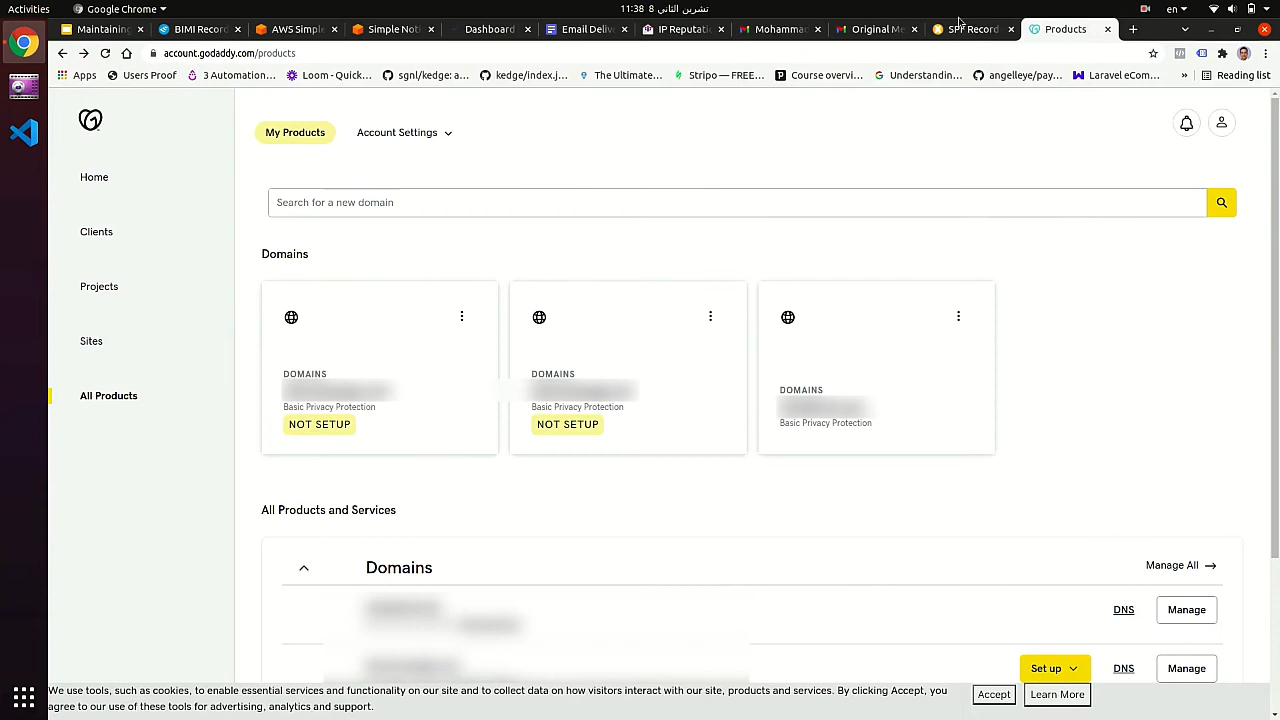 Activities
Google Chrome
تشرين الثاني 8 11:38
en
Maintaining
BIMI Record
AWS Simple
Simple Noti
Dashboard
Email Delive
IP Reputati
Mohammad
Original Me
SPF Record
Products
account.godaddy.com/products
Apps
Users Proof
3 Automation...
Loom - Quick...
sgnl/kedge: a...
kedge/index.j...
The Ultimate...
Stripo — FREE...
Course overvi...
Understandin...
angelleye/pay...
Laravel eCom...
»
Reading list
My Products
Account Settings
Home
Clients
Projects
Sites
All Products
Search for a new domain
Domains
DOMAINS
Basic Privacy Protection
NOT SETUP
DOMAINS
Basic Privacy Protection
NOT SETUP
DOMAINS
Basic Privacy Protection
All Products and Services
Domains
Manage All
DNS
Manage
Set up
DNS
Manage
We use tools, such as cookies, to enable essential services and functionality on our site and to collect data on how visitors interact with our site, products and services. By clicking Accept, you
agree to our use of these tools for advertising, analytics and support.
Accept
Learn More